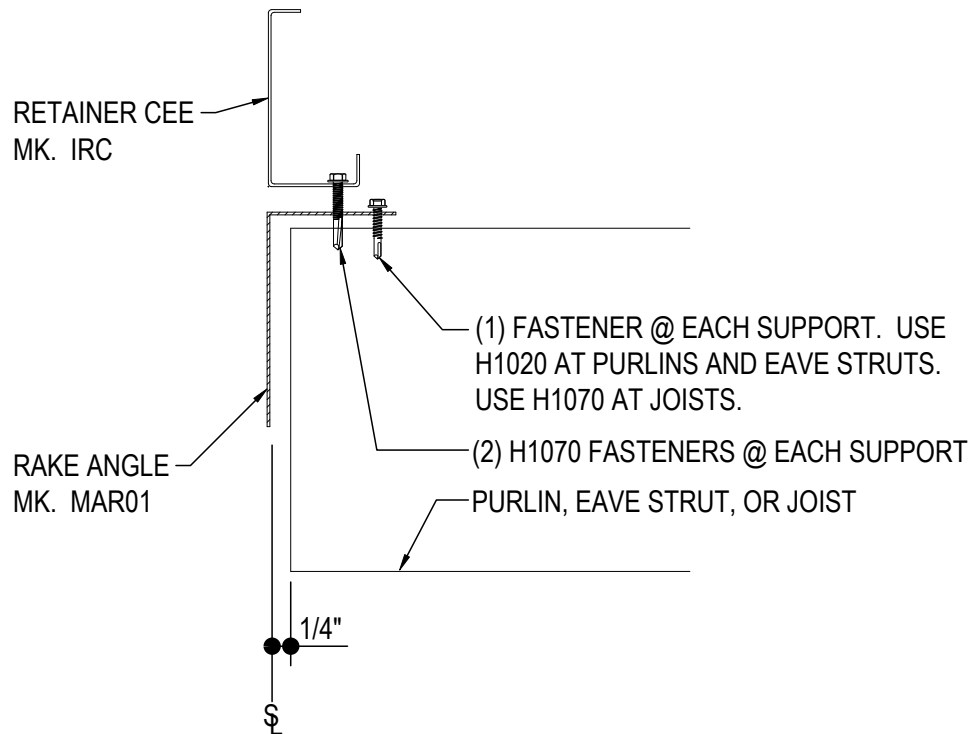 RETAINER CEE
MK. IRC
(1) FASTENER @ EACH SUPPORT. USE
H1020 AT PURLINS AND EAVE STRUTS.
USE H1070 AT JOISTS.
(2) H1070 FASTENERS @ EACH SUPPORT
RAKE ANGLE
MK. MAR01
PURLIN, EAVE STRUT, OR JOIST
1/4"
SL